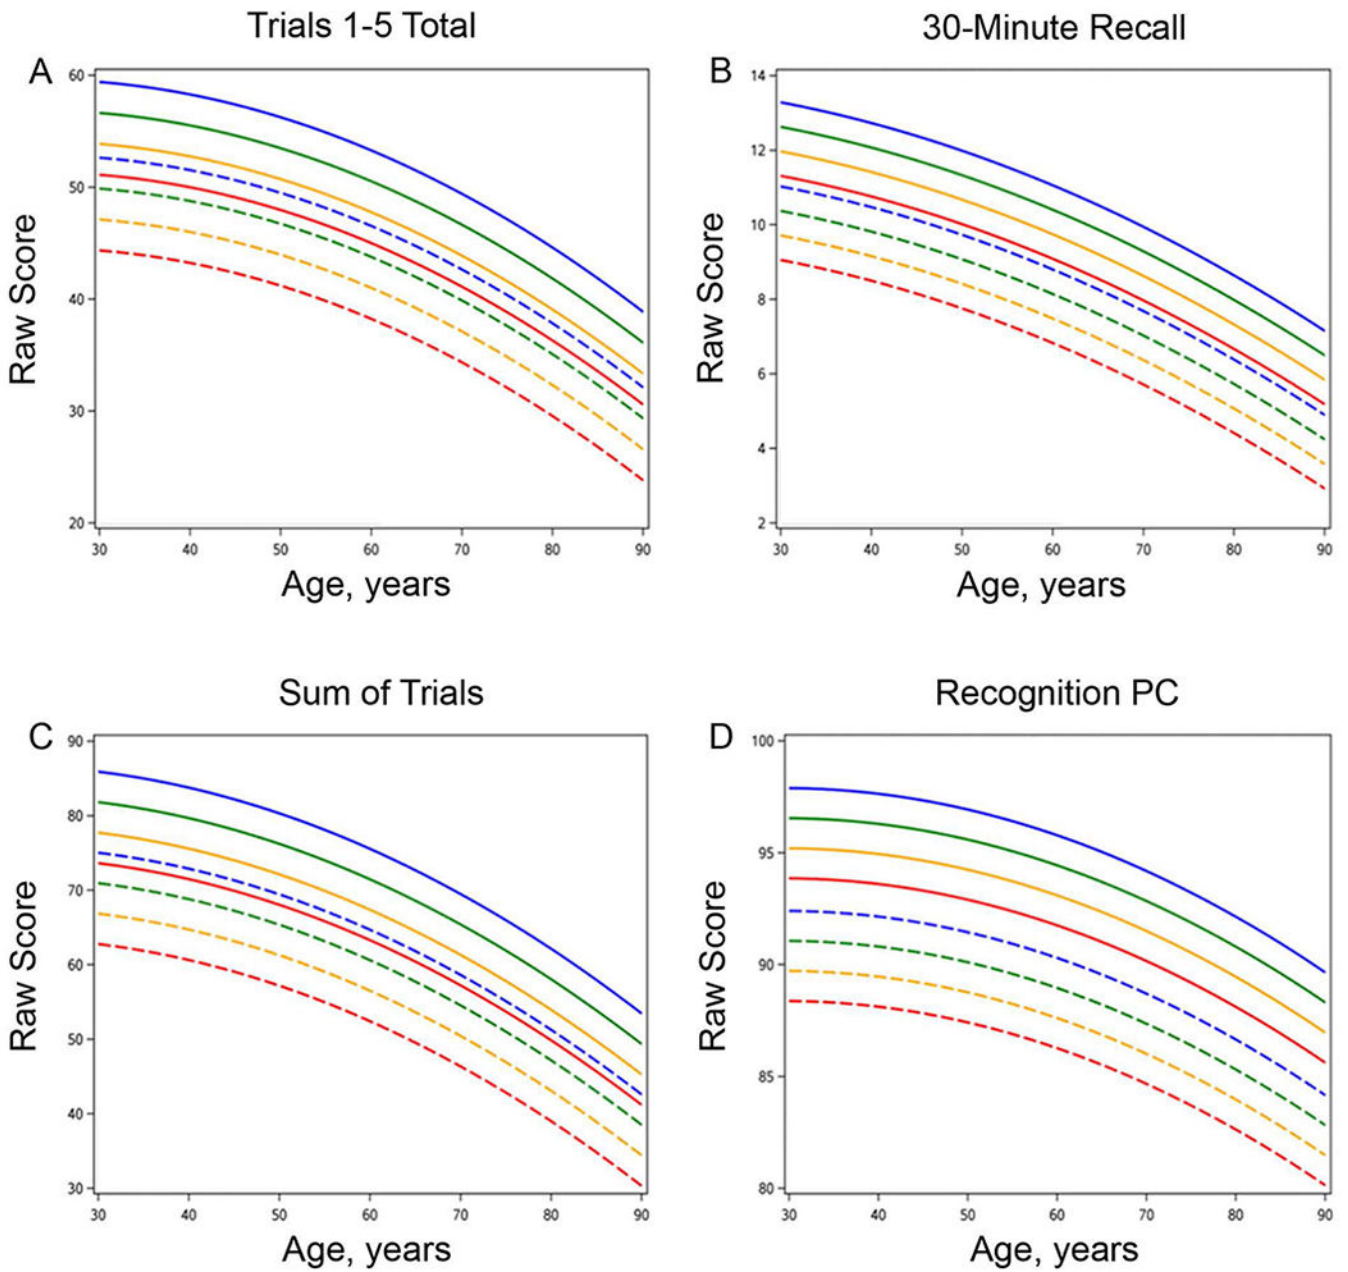 Trials 1-5 Total
30-Minute Recall
A
B
60
50
40
30
20
14
12
10
8
6
4
2
Raw Score
Raw Score
30 40 50 60 70 80 90
30 40 50 60 70 80 90
Age, years
Age, years
Sum of Trials
Recognition PC
C
D
90
80
70
60
50
40
30
100
95
90
85
80
Raw Score
Raw Score
30 40 50 60 70 80 90
30 40 50 60 70 80 90
Age, years
Age, years